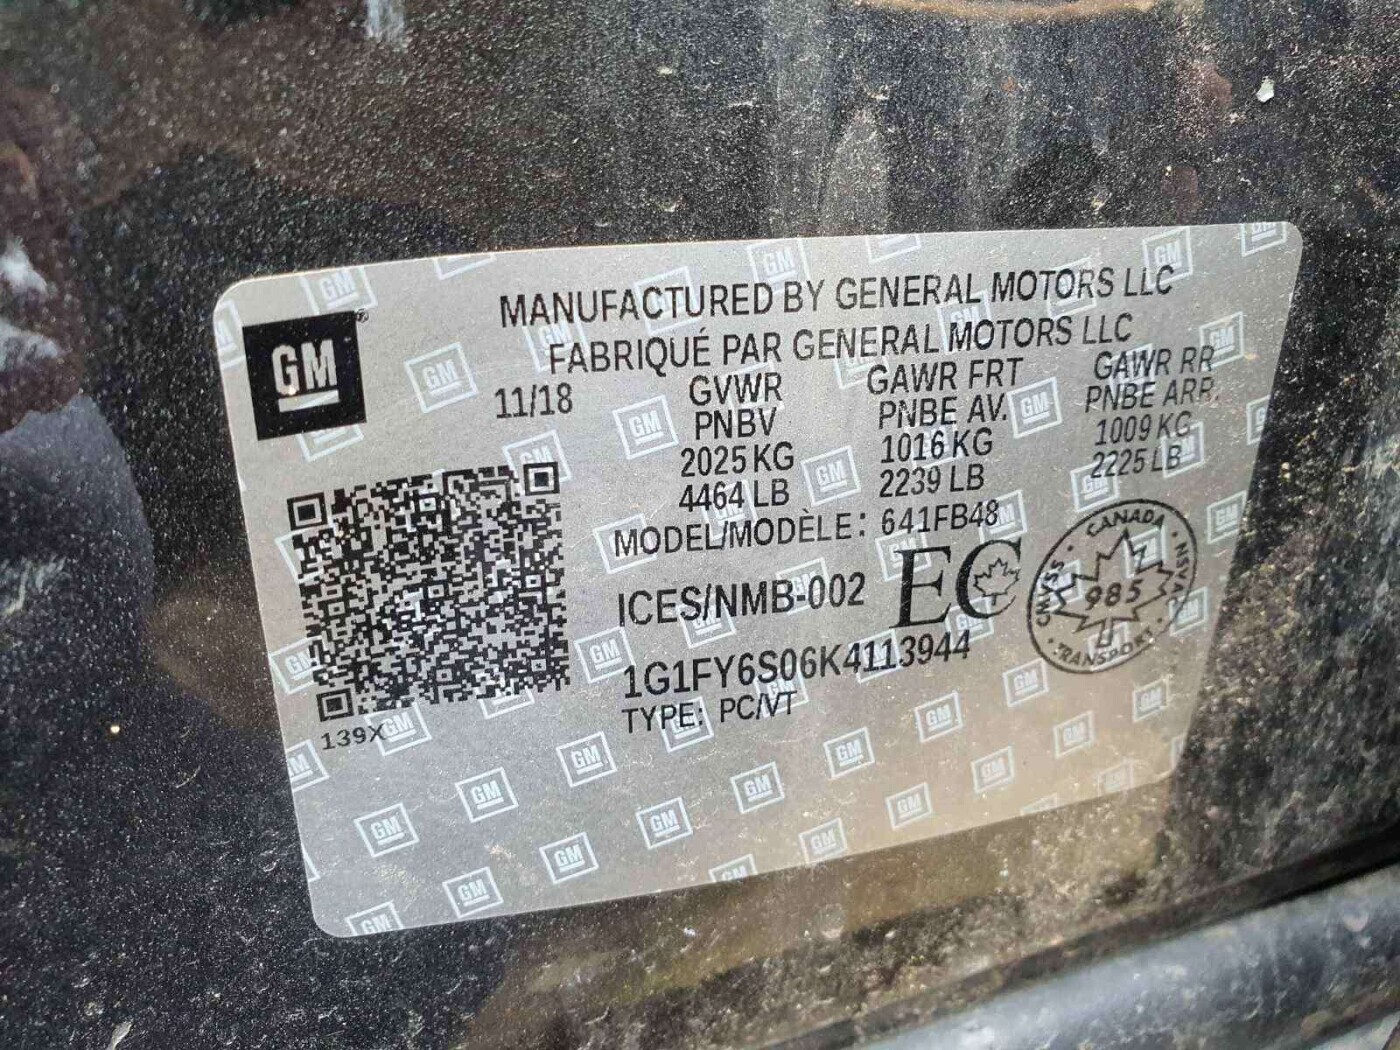 MANUFACTURED BY GENERAL MOTORS LLC
FABRIQUÉ PAR GENERAL MOTORS LLC
GM®
11/18
GVWR GAWR FRT GAWR RR
PNBV PNBE AV. PNBE ARR.
2025 KG 1016 KG 1009 KG
4464 LB 2239 LB 2225 LB
MODEL/MODÈLE: 641FB48
ICES/NMB-002 EC
CANADA
CMVSS 985 NSVAC
TRANSPORT
1G1FY6S06K4113944
TYPE: PC/VT
139X